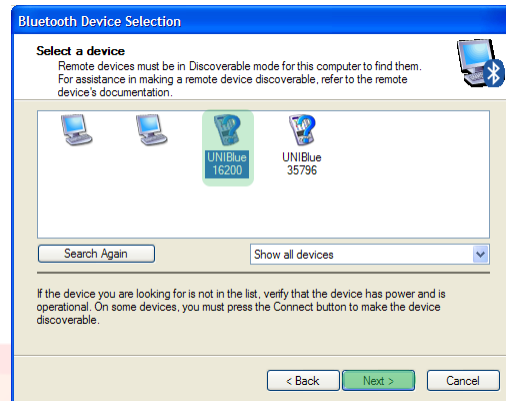 Bluetooth Device Selection
Select a device
Remote devices must be in Discoverable mode for this computer to find them.
For assistance in making a remote device discoverable, refer to the remote
device's documentation.
UNIBlue
16200
UNIBlue
35796
Search Again
Show all devices
If the device you are looking for is not in the list, verify that the device has power and is
operational. On some devices, you must press the Connect button to make the device
discoverable.
< Back
Next >
Cancel